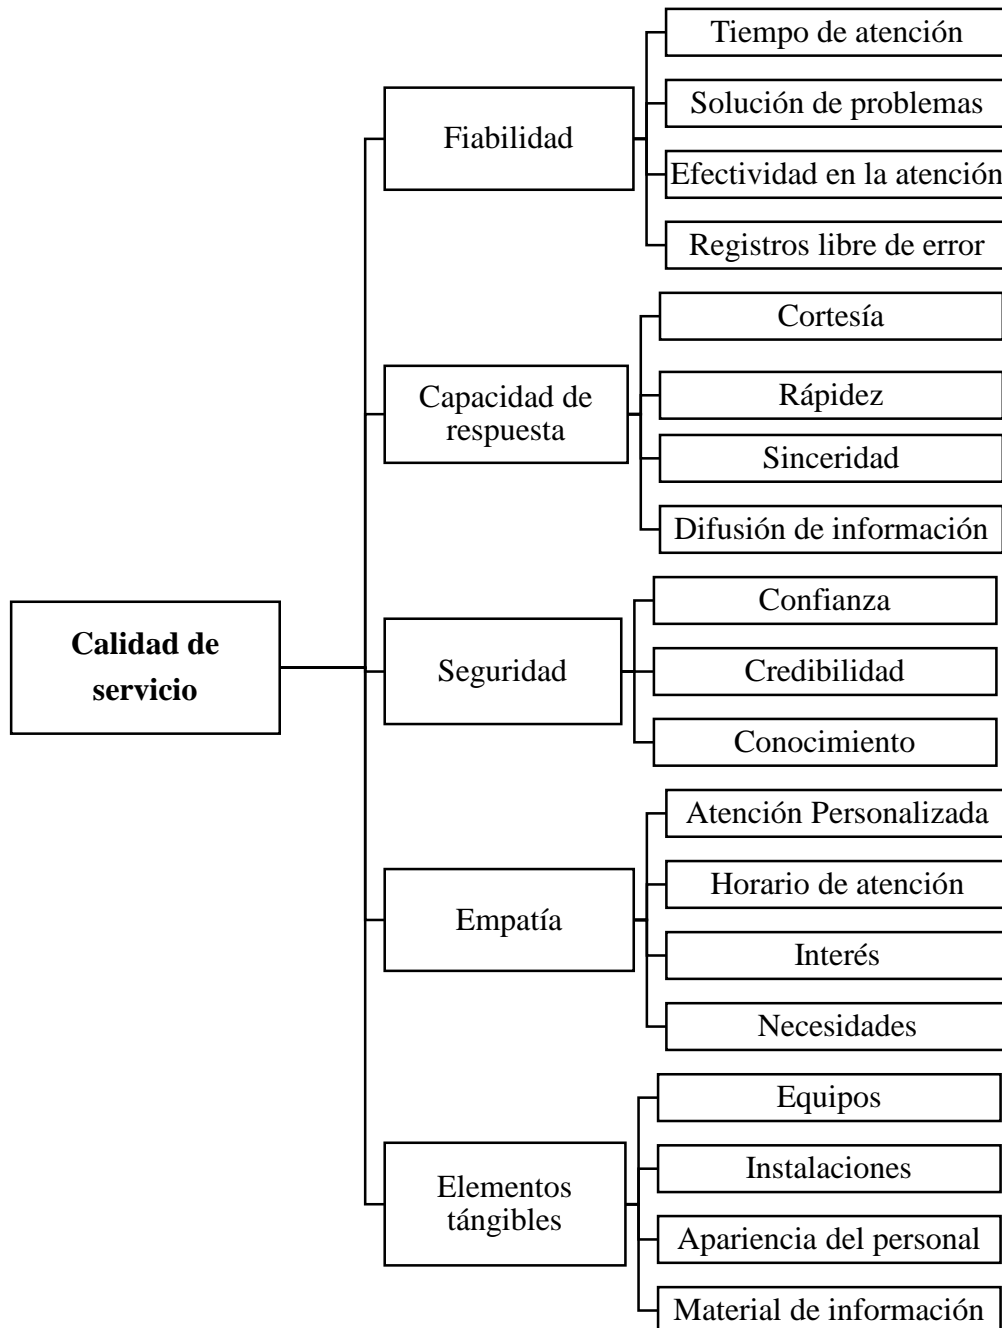 Calidad de
servicio
Fiabilidad
Tiempo de atención
Solución de problemas
Efectividad en la atención
Registros libre de error
Capacidad de
respuesta
Cortesía
Rápidez
Sinceridad
Difusión de información
Seguridad
Confianza
Credibilidad
Conocimiento
Empatía
Atención Personalizada
Horario de atención
Interés
Necesidades
Elementos
tángibles
Equipos
Instalaciones
Apariencia del personal
Material de información